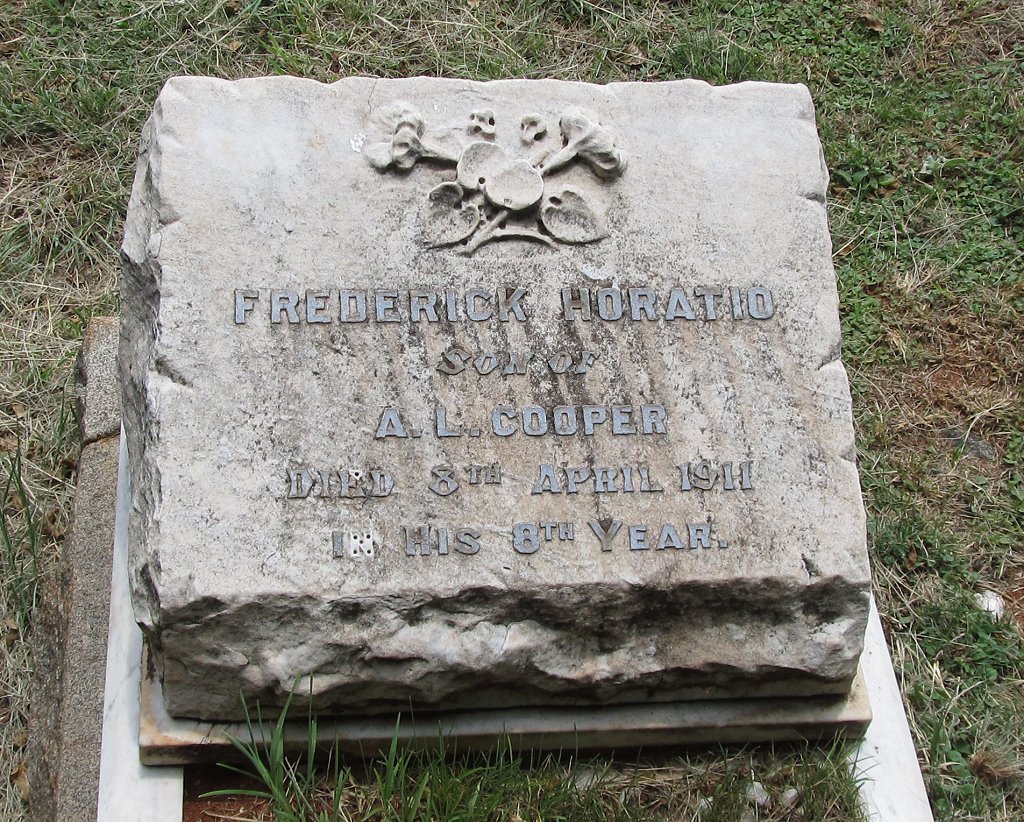 FREDERICK HORATIO
SON OF
A. L. COOPER
DIED 8TH APRIL 1911
IN HIS 8TH YEAR.